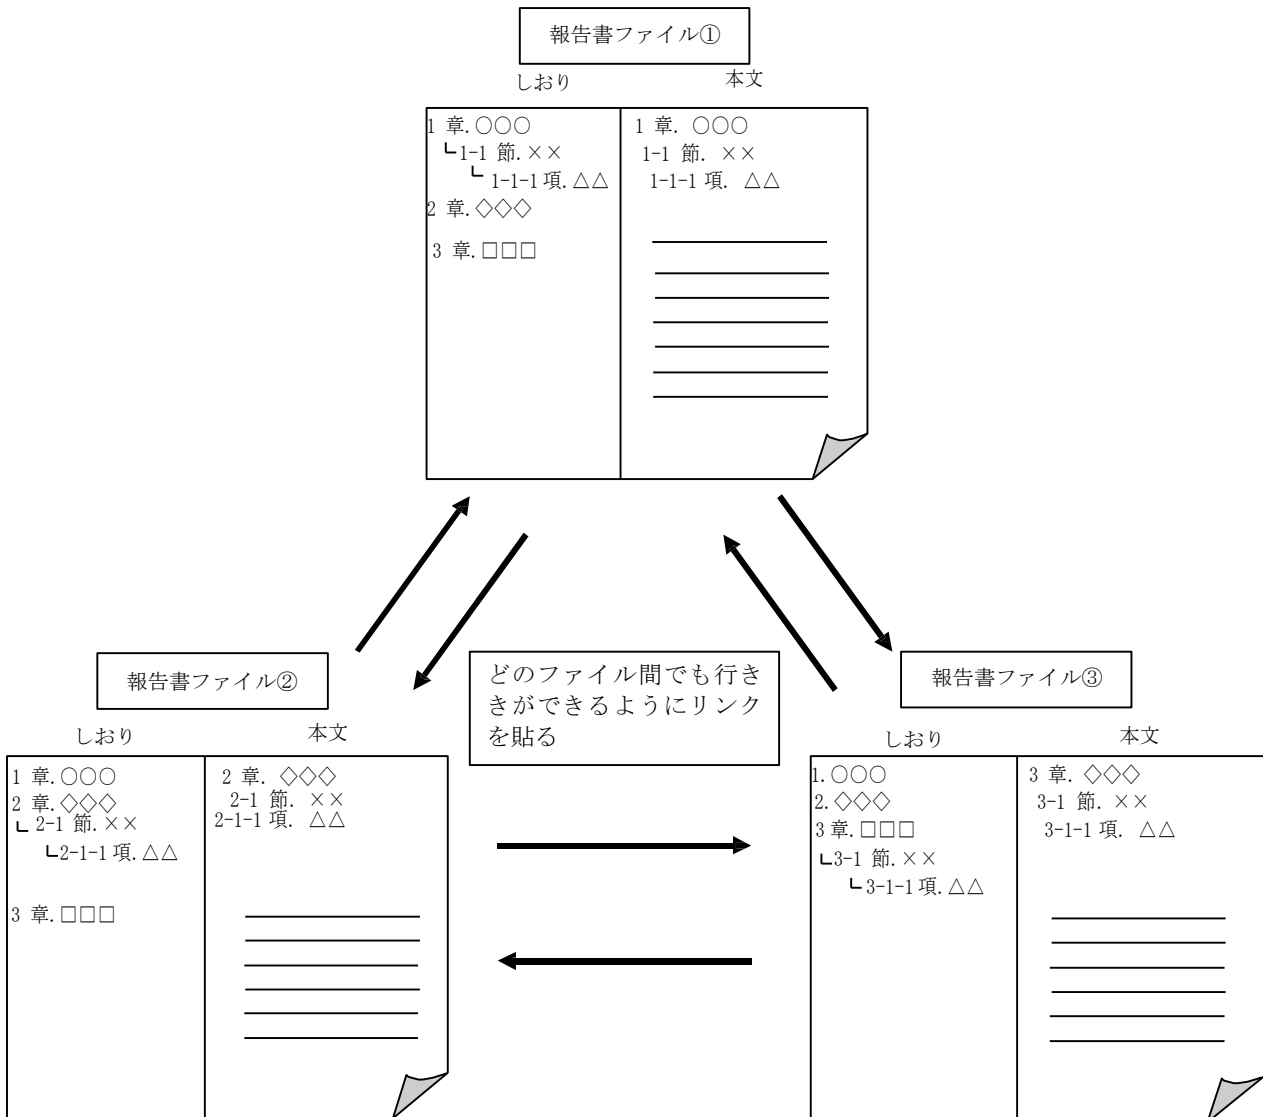 報告書ファイル①
しおり
本文
1 章.○○○
┗1-1 節.××
┗ 1-1-1 項.△△
2 章.◇◇◇
3 章.□□□
1 章. ○○○
1-1 節. ××
1-1-1 項. △△
報告書ファイル②
しおり
本文
1 章.○○○
2 章.◇◇◇
┗ 2-1 節.××
┗2-1-1 項.△△
3 章.□□□
2 章. ◇◇◇
2-1 節. ××
2-1-1 項. △△
どのファイル間でも行き
きができるようにリンク
を貼る
報告書ファイル③
しおり
本文
1.○○○
2.◇◇◇
3 章.□□□
┗3-1 節.××
┗3-1-1 項.△△
3 章. ◇◇◇
3-1 節. ××
3-1-1 項. △△